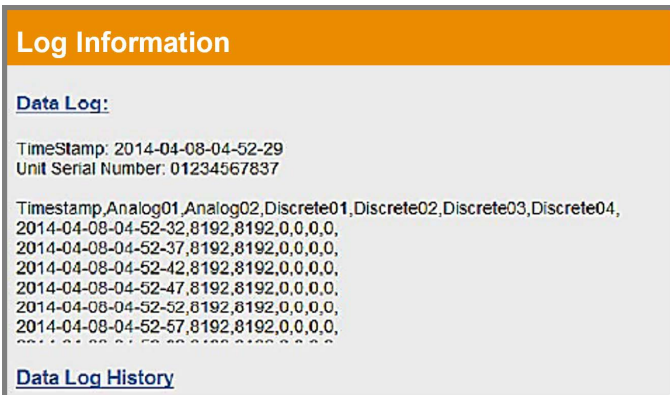 Log Information
Data Log:
TimeStamp: 2014-04-08-04-52-29
Unit Serial Number: 01234567837
Timestamp,Analog01,Analog02,Discrete01,Discrete02,Discrete03,Discrete04,
2014-04-08-04-52-32,8192,8192,0,0,0,0,
2014-04-08-04-52-37,8192,8192,0,0,0,0,
2014-04-08-04-52-42,8192,8192,0,0,0,0,
2014-04-08-04-52-47,8192,8192,0,0,0,0,
2014-04-08-04-52-52,8192,8192,0,0,0,0,
2014-04-08-04-52-57,8192,8192,0,0,0,0,
Data Log History